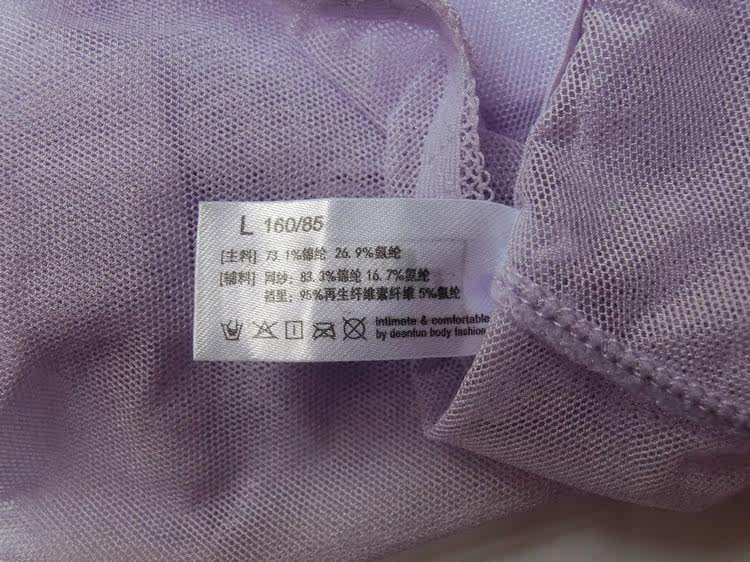 L 160/85
[主料] 73.1%锦纶 26.9%氨纶
[辅料] 网纱: 83.3%锦纶 16.7%氨纶
裆里: 95%再生纤维素纤维 5%氨纶
intimate & comfortable
by deanfuo body fashion